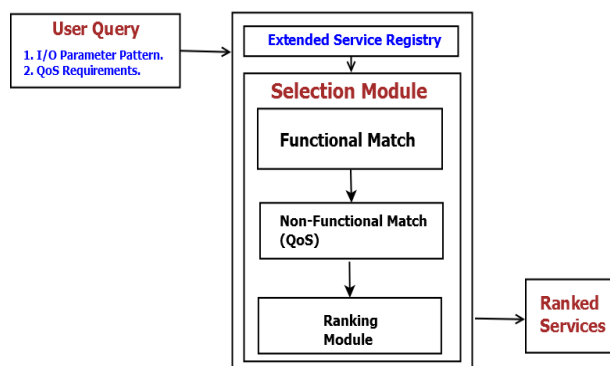 User Query
1. I/O Parameter Pattern.
2. QoS Requirements.
Extended Service Registry
Selection Module
Functional Match
Non-Functional Match
(QoS)
Ranking
Module
Ranked
Services